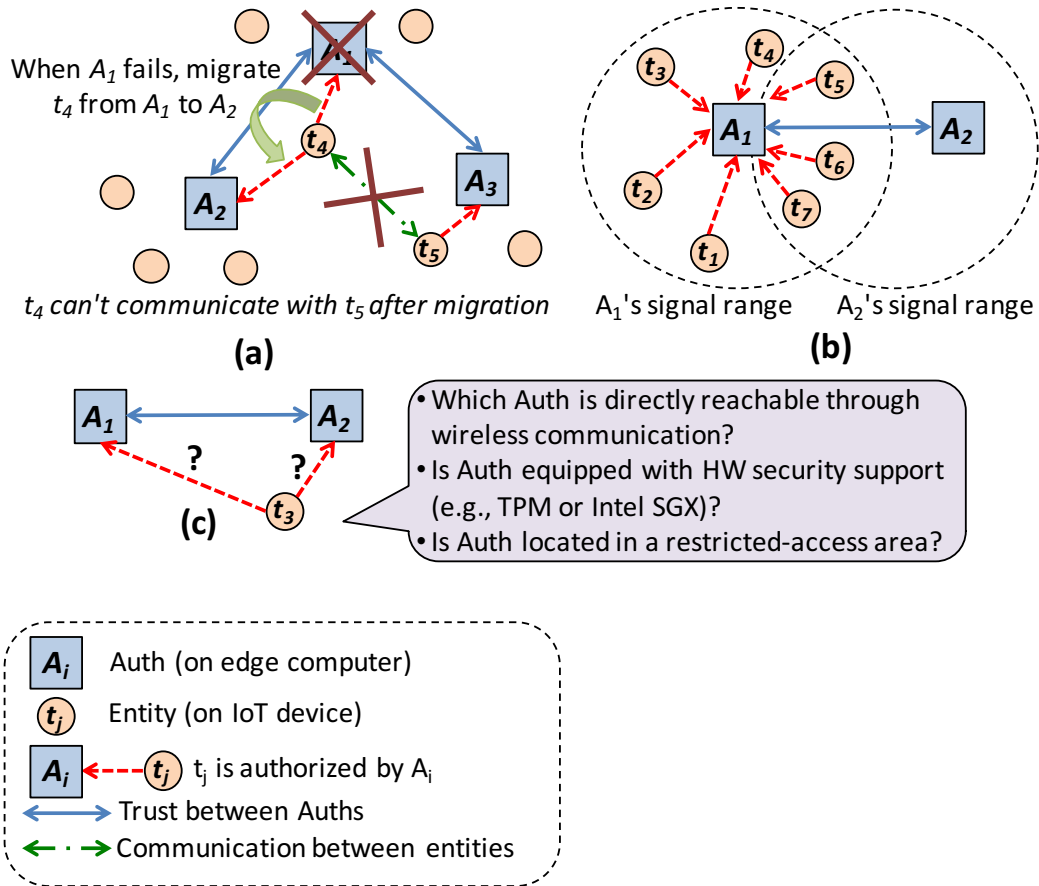 When A1 fails, migrate
t4 from A1 to A2
A1
t4
A2
A3
t5
t4 can't communicate with t5 after migration
(a)
t3
t4
t5
A1
A2
t2
t6
t7
t1
A1's signal range
A2's signal range
(b)
A1
A2
?
?
t3
(c)
• Which Auth is directly reachable through
wireless communication?
• Is Auth equipped with HW security support
(e.g., TPM or Intel SGX)?
• Is Auth located in a restricted-access area?
Ai Auth (on edge computer)
tj Entity (on IoT device)
Ai tj tj is authorized by Ai
Trust between Auths
Communication between entities